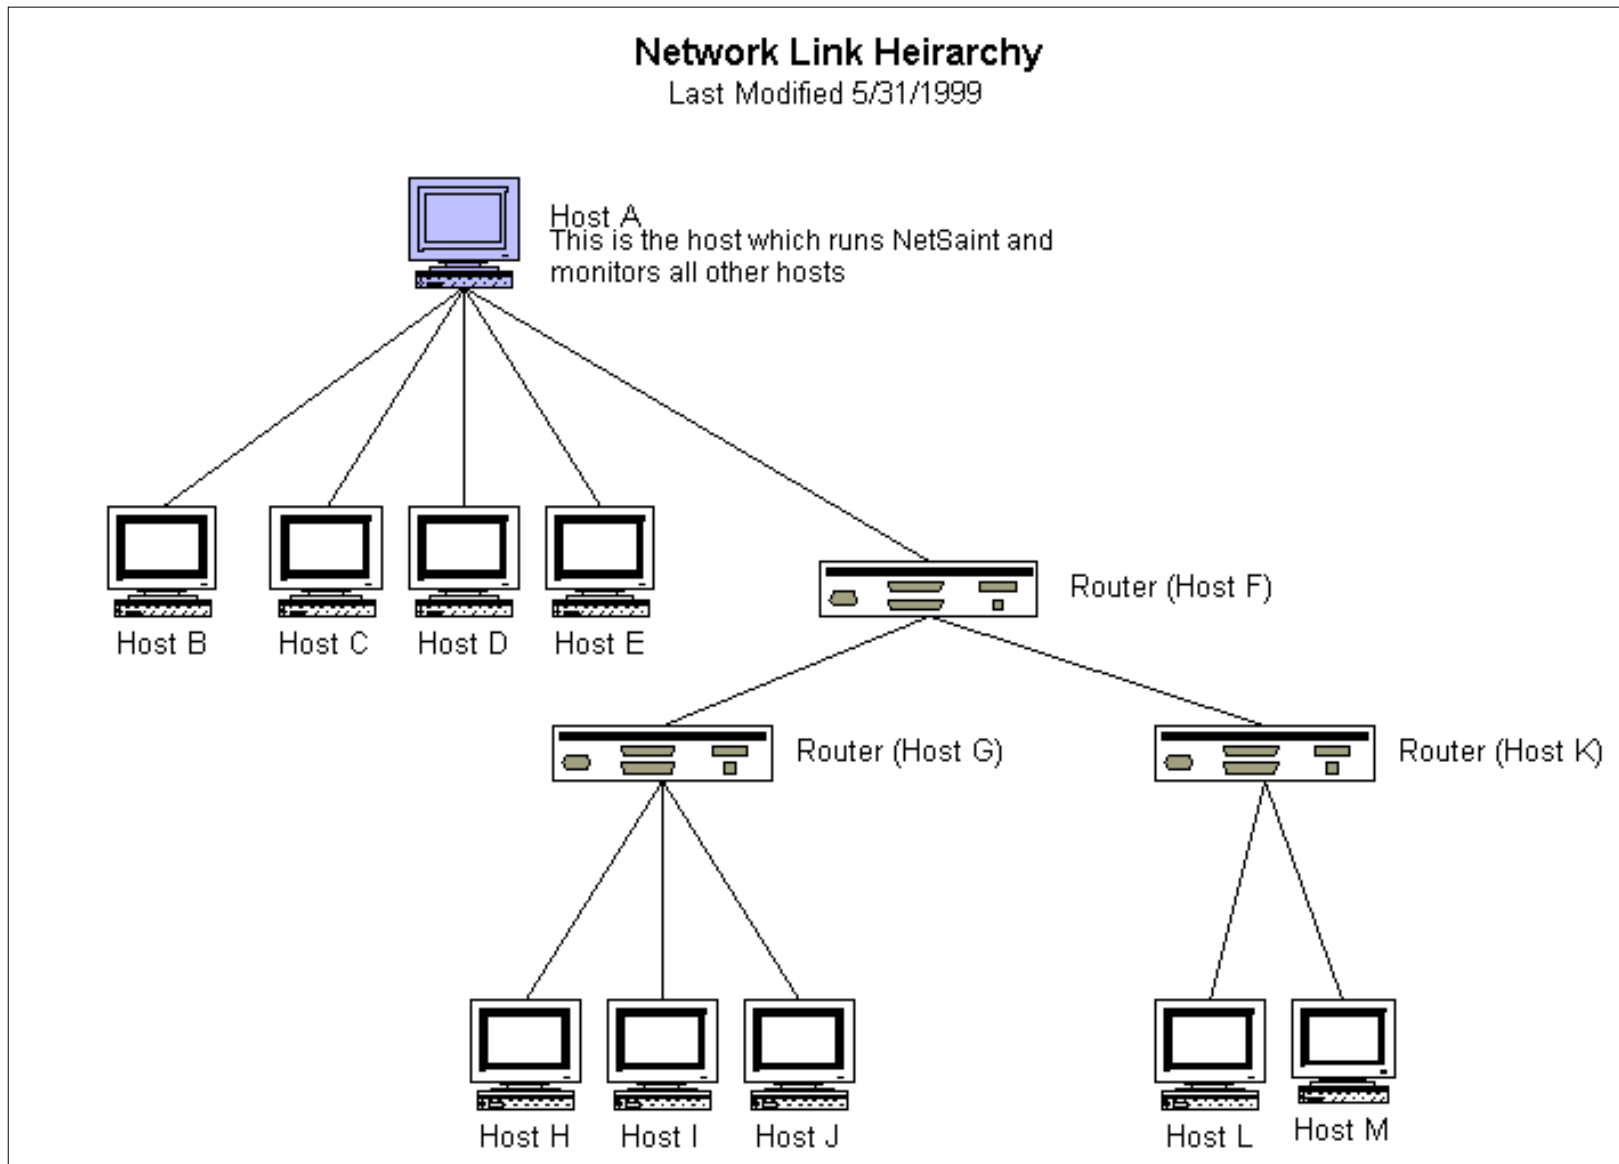 Network Link Heirarchy
Last Modified 5/31/1999
Host A
This is the host which runs NetSaint and
monitors all other hosts
Host B
Host C
Host D
Host E
Router (Host F)
Router (Host G)
Router (Host K)
Host H
Host I
Host J
Host L
Host M